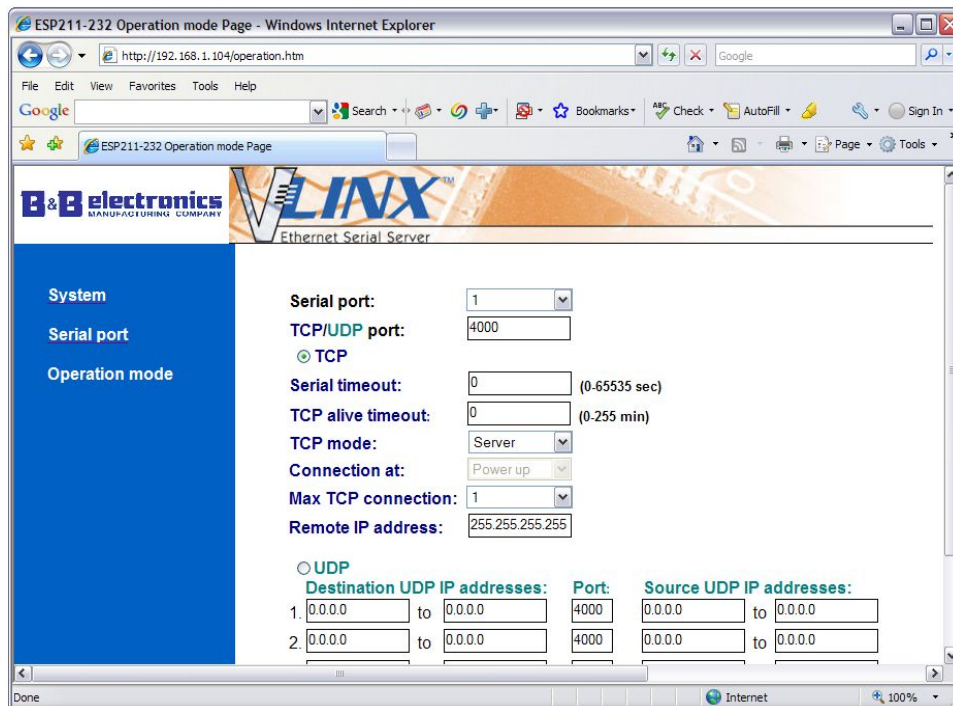 ESP211-232 Operation mode Page - Windows Internet Explorer
http://192.168.1.104/operation.htm
Google
File Edit View Favorites Tools Help
Google Search Bookmarks Check AutoFill Sign In
ESP211-232 Operation mode Page
Page Tools
B&B electronics
MANUFACTURING COMPANY
VLINX™
Ethernet Serial Server
System
Serial port
Operation mode
Serial port: 1
TCP/UDP port: 4000
TCP
Serial timeout: 0 (0-65535 sec)
TCP alive timeout: 0 (0-255 min)
TCP mode: Server
Connection at: Power up
Max TCP connection: 1
Remote IP address: 255.255.255.255
UDP
Destination UDP IP addresses: Port: Source UDP IP addresses:
1. 0.0.0.0 to 0.0.0.0 4000 0.0.0.0 to 0.0.0.0
2. 0.0.0.0 to 0.0.0.0 4000 0.0.0.0 to 0.0.0.0
Done Internet 100%